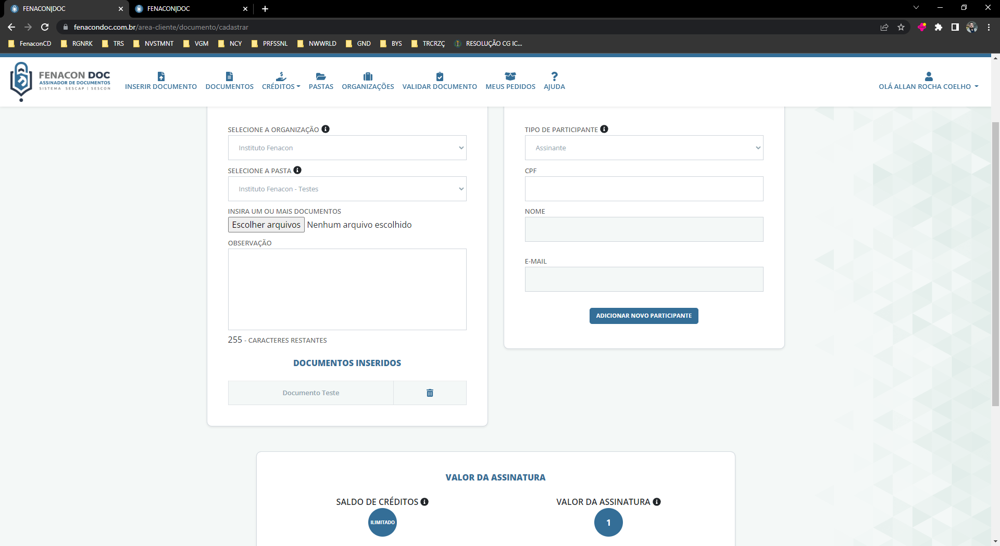 FENACON|DOC
FENACON|DOC
fenacondoc.com.br/area-cliente/documento/cadastrar
FenaconCD
RGNRK
TRS
NVSTMNT
VGM
NCY
PRFSSNL
NWWRLD
GND
BYS
TRCRZÇ
RESOLUÇÃO CG IC...
FENACON DOC
ASSINADOR DE DOCUMENTOS
SISTEMA SESCAP | SESCON
INSERIR DOCUMENTO
DOCUMENTOS
CRÉDITOS
PASTAS
ORGANIZAÇÕES
VALIDAR DOCUMENTO
MEUS PEDIDOS
AJUDA
OLÁ ALLAN ROCHA COELHO
SELECIONE A ORGANIZAÇÃO
Instituto Fenacon
SELECIONE A PASTA
Instituto Fenacon - Testes
INSIRA UM OU MAIS DOCUMENTOS
Escolher arquivos Nenhum arquivo escolhido
OBSERVAÇÃO
255 - CARACTERES RESTANTES
DOCUMENTOS INSERIDOS
Documento Teste
TIPO DE PARTICIPANTE
Assinante
CPF
NOME
E-MAIL
ADICIONAR NOVO PARTICIPANTE
VALOR DA ASSINATURA
SALDO DE CRÉDITOS
ILIMITADO
VALOR DA ASSINATURA
1